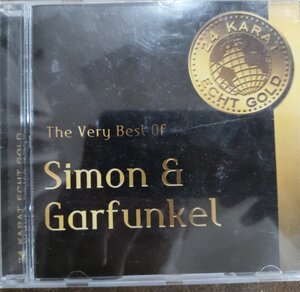 24 KARAT
ECHT GOLD
The Very Best Of
Simon &
Garfunkel
24 KARAT ECHT GOLD